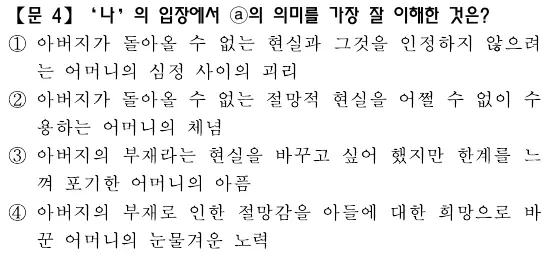 【문 4】 ‘나’의 입장에서 ⓐ의 의미를 가장 잘 이해한 것은?
① 아버지가 돌아올 수 없는 현실과 그것을 인정하지 않으려
는 어머니의 심정 사이의 괴리
② 아버지가 돌아올 수 없는 절망적 현실을 어쩔 수 없이 수
용하는 어머니의 체념
③ 아버지의 부재라는 현실을 바꾸고 싶어 했지만 한계를 느
껴 포기한 어머니의 아픔
④ 아버지의 부재로 인한 절망감을 아들에 대한 희망으로 바
꾼 어머니의 눈물겨운 노력